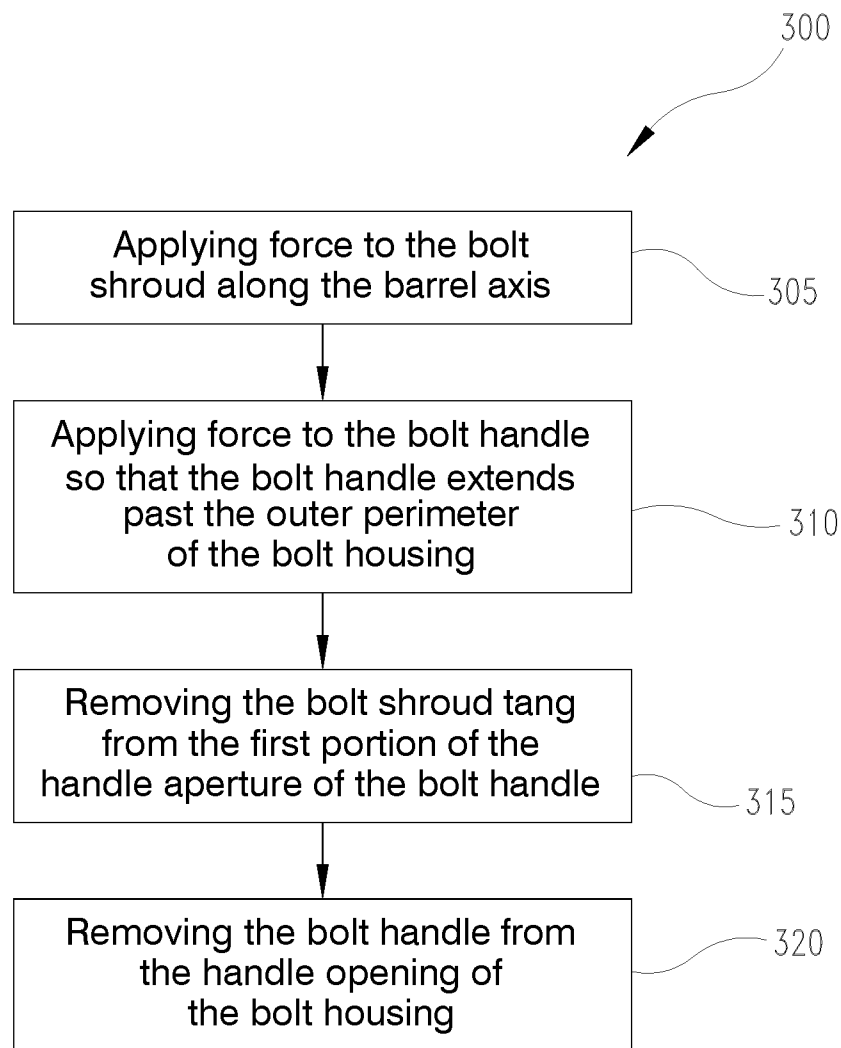 300
Applying force to the bolt
shroud along the barrel axis
305
Applying force to the bolt handle
so that the bolt handle extends
past the outer perimeter
of the bolt housing
310
Removing the bolt shroud tang
from the first portion of the
handle aperture of the bolt handle
315
Removing the bolt handle from
the handle opening of
the bolt housing
320